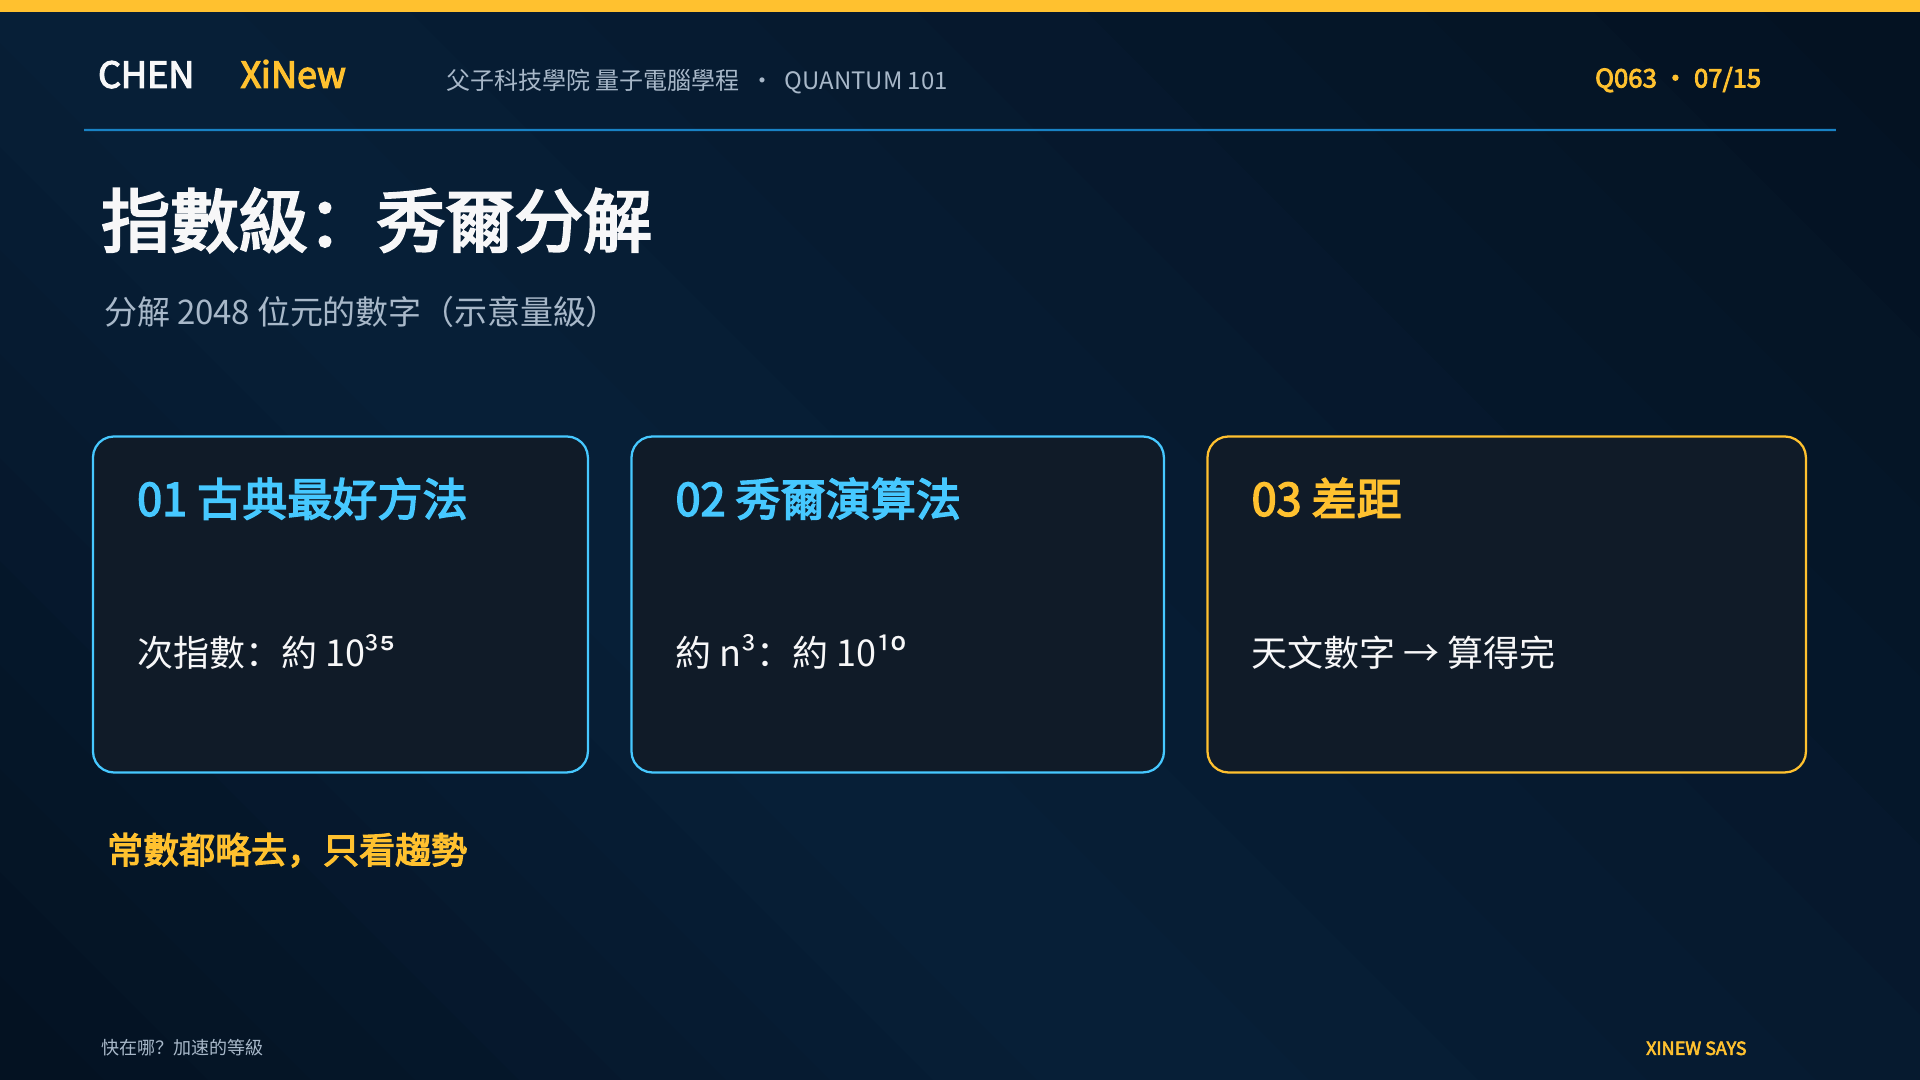 CHEN XiNew 父子科技學院 量子電腦學程 · QUANTUM 101 Q063 · 07/15
指數級：秀爾分解
分解 2048 位元的數字（示意量級）
01 古典最好方法
次指數：約 10³⁵
02 秀爾演算法
約 n³：約 10¹⁰
03 差距
天文數字 → 算得完
常數都略去，只看趨勢
快在哪？加速的等級
XINEW SAYS